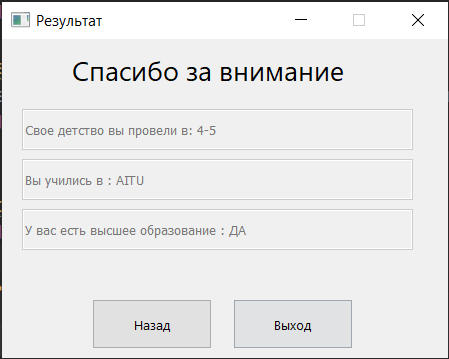 Результат
Спасибо за внимание
Свое детство вы провели в: 4-5
Вы учились в : AITU
У вас есть высшее образование : ДА
Назад
Выход